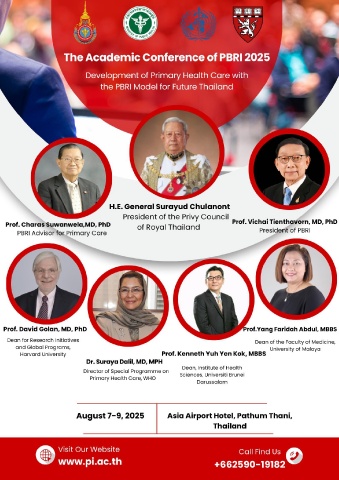 The Academic Conference of PBRI 2025
Development of Primary Health Care with
the PBRI Model for Future Thailand
H.E. General Surayud Chulanont
President of the Privy Council
of Royal Thailand
Prof. Charas Suwanwela,MD, PhD
PBRI Advisor for Primary Care
Prof. Vichai Tienthavorn, MD, PhD
President of PBRI
Prof. David Golan, MD, PhD
Dean for Research Initiatives
and Global Programs,
Harvard University
Dr. Suraya Dalil, MD, MPH
Director of Special Programme on
Primary Health Care, WHO
Prof. Kenneth Yuh Yen Kok, MBBS
Dean, Institute of Health
Sciences, Universiti Brunei
Darussalam
Prof.Yang Faridah Abdul, MBBS
Dean of the Faculty of Medicine,
University of Malaya
August 7-9, 2025
Asia Airport Hotel, Pathum Thani,
Thailand
Visit Our Website
www.pi.ac.th
Call Find Us
+662590-19182